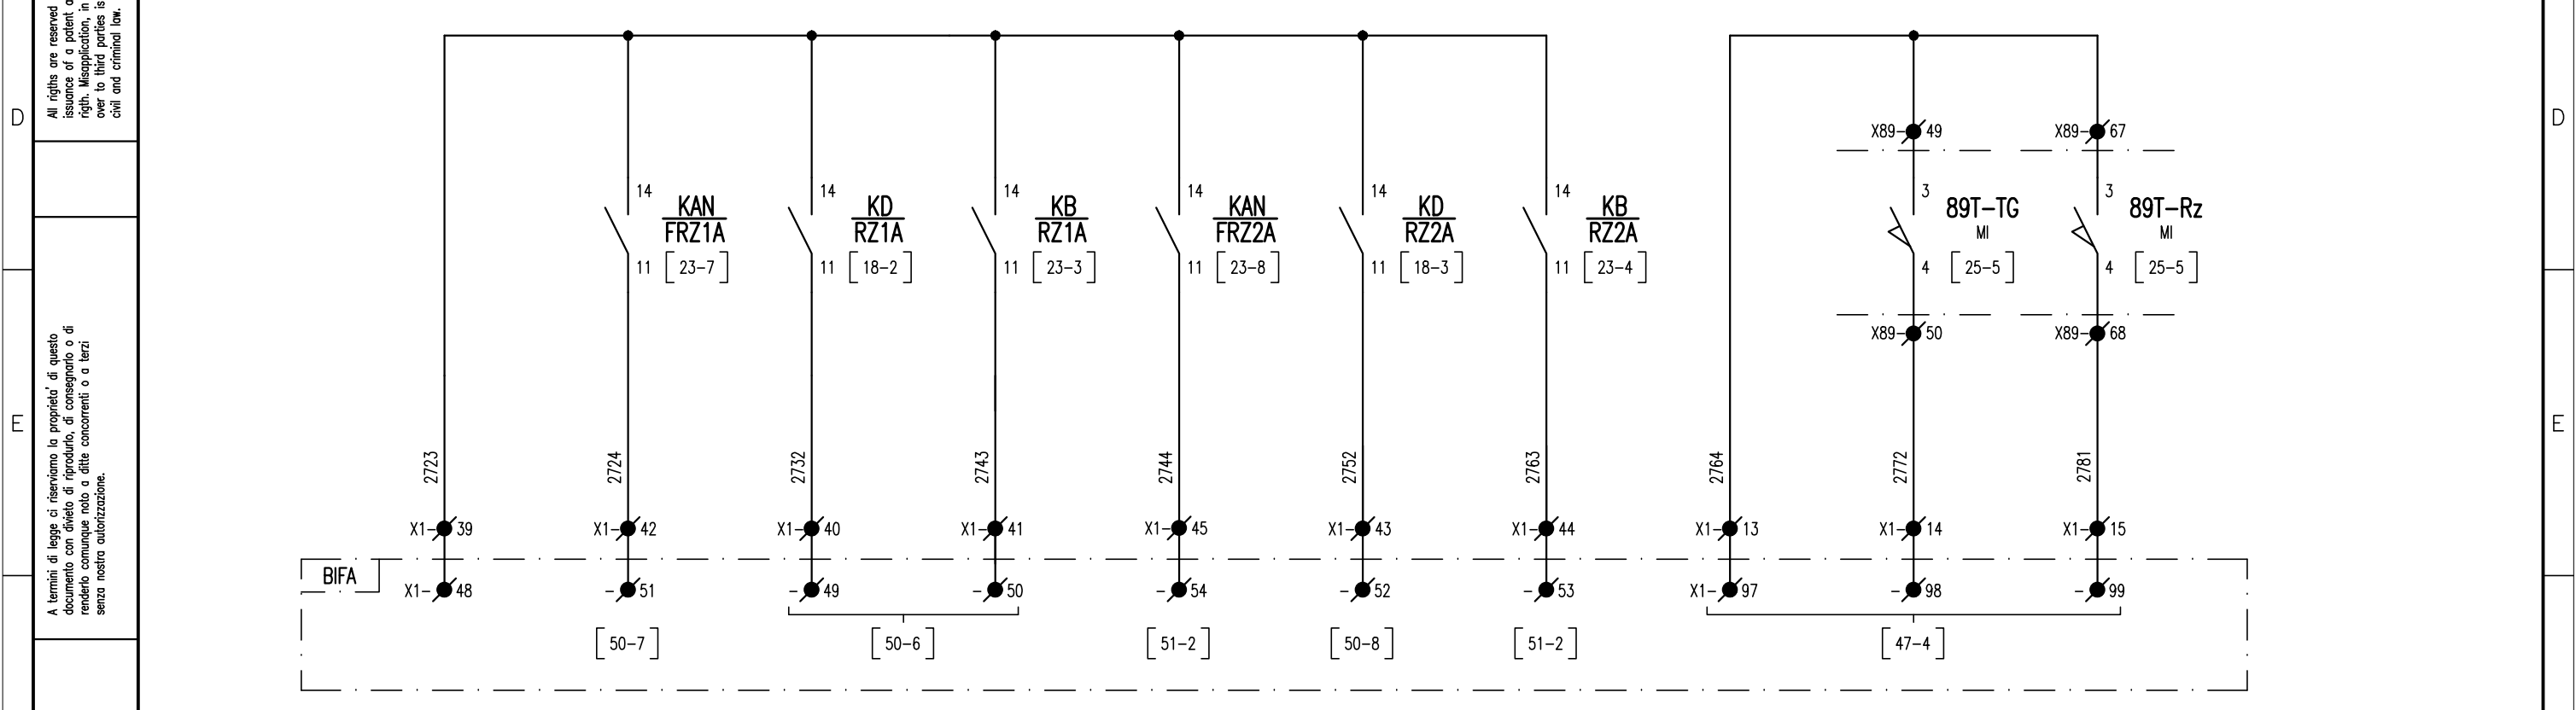 All rigths are reserved
issuance of a patent a
rigth. Misapplication, in
over to third parties is
civil and criminal law.
A termini di legge ci riserviamo la proprieta' di questo
documento con divieto di riprodurlo, di consegnarlo o di
renderlo comunque noto a ditte concorrenti o a terzi
senza nostra autorizzazione.
D
D
E
E
X89- 49
X89- 67
14
14
14
14
14
14
3
3
KAN
FRZ1A
KD
RZ1A
KB
RZ1A
KAN
FRZ2A
KD
RZ2A
KB
RZ2A
89T-TG
MI
89T-Rz
MI
11
23-7
11
18-2
11
23-3
11
23-8
11
18-3
11
23-4
4
25-5
4
25-5
X89- 50
X89- 68
2723
2724
2732
2743
2744
2752
2763
2764
2772
2781
X1- 39
X1- 42
X1- 40
X1- 41
X1- 45
X1- 43
X1- 44
X1- 13
X1- 14
X1- 15
BIFA
X1- 48
- 51
- 49
- 50
- 54
- 52
- 53
X1- 97
- 98
- 99
50-7
50-6
51-2
50-8
51-2
47-4